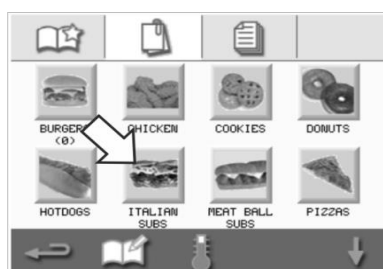 BURGERS CHICKEN COOKIES DONUTS
(0)
HOTDOGS ITALIAN MEAT BALL PIZZAS
SUBS SUBS